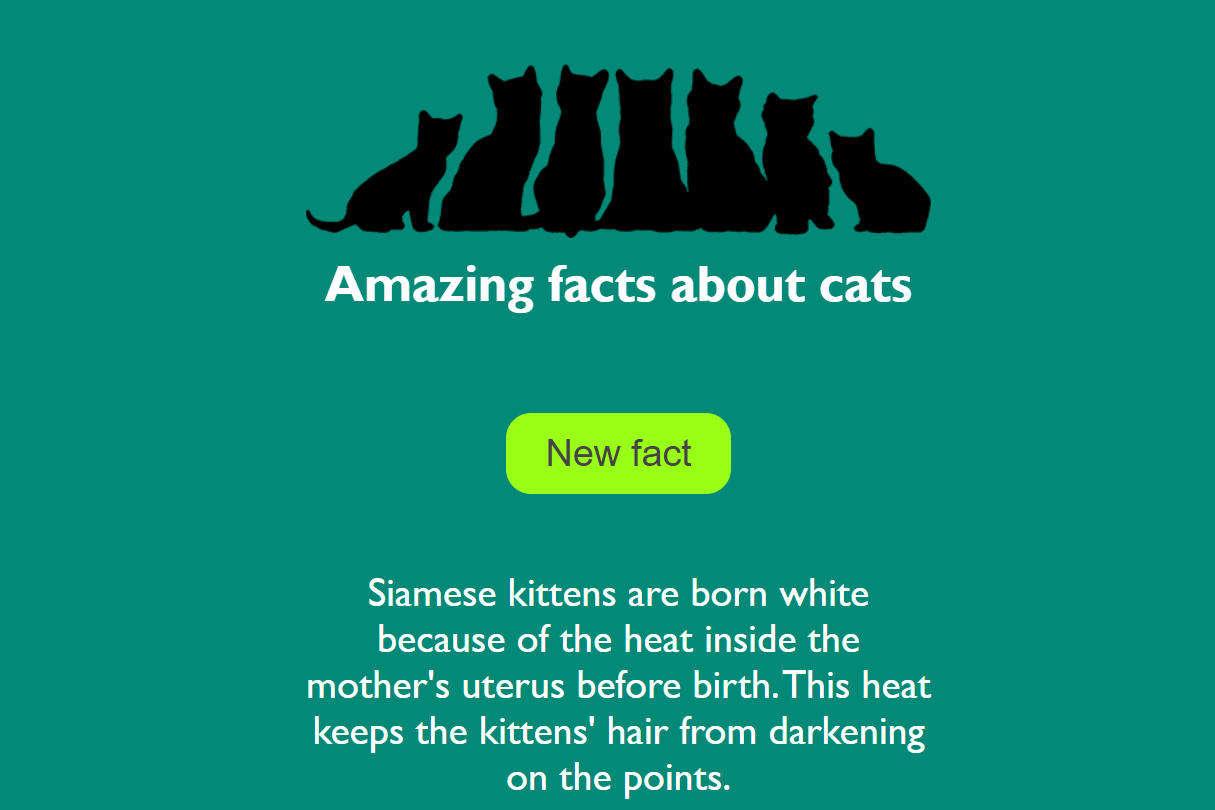 Amazing facts about cats
New fact
Siamese kittens are born white
because of the heat inside the
mother's uterus before birth. This heat
keeps the kittens' hair from darkening
on the points.